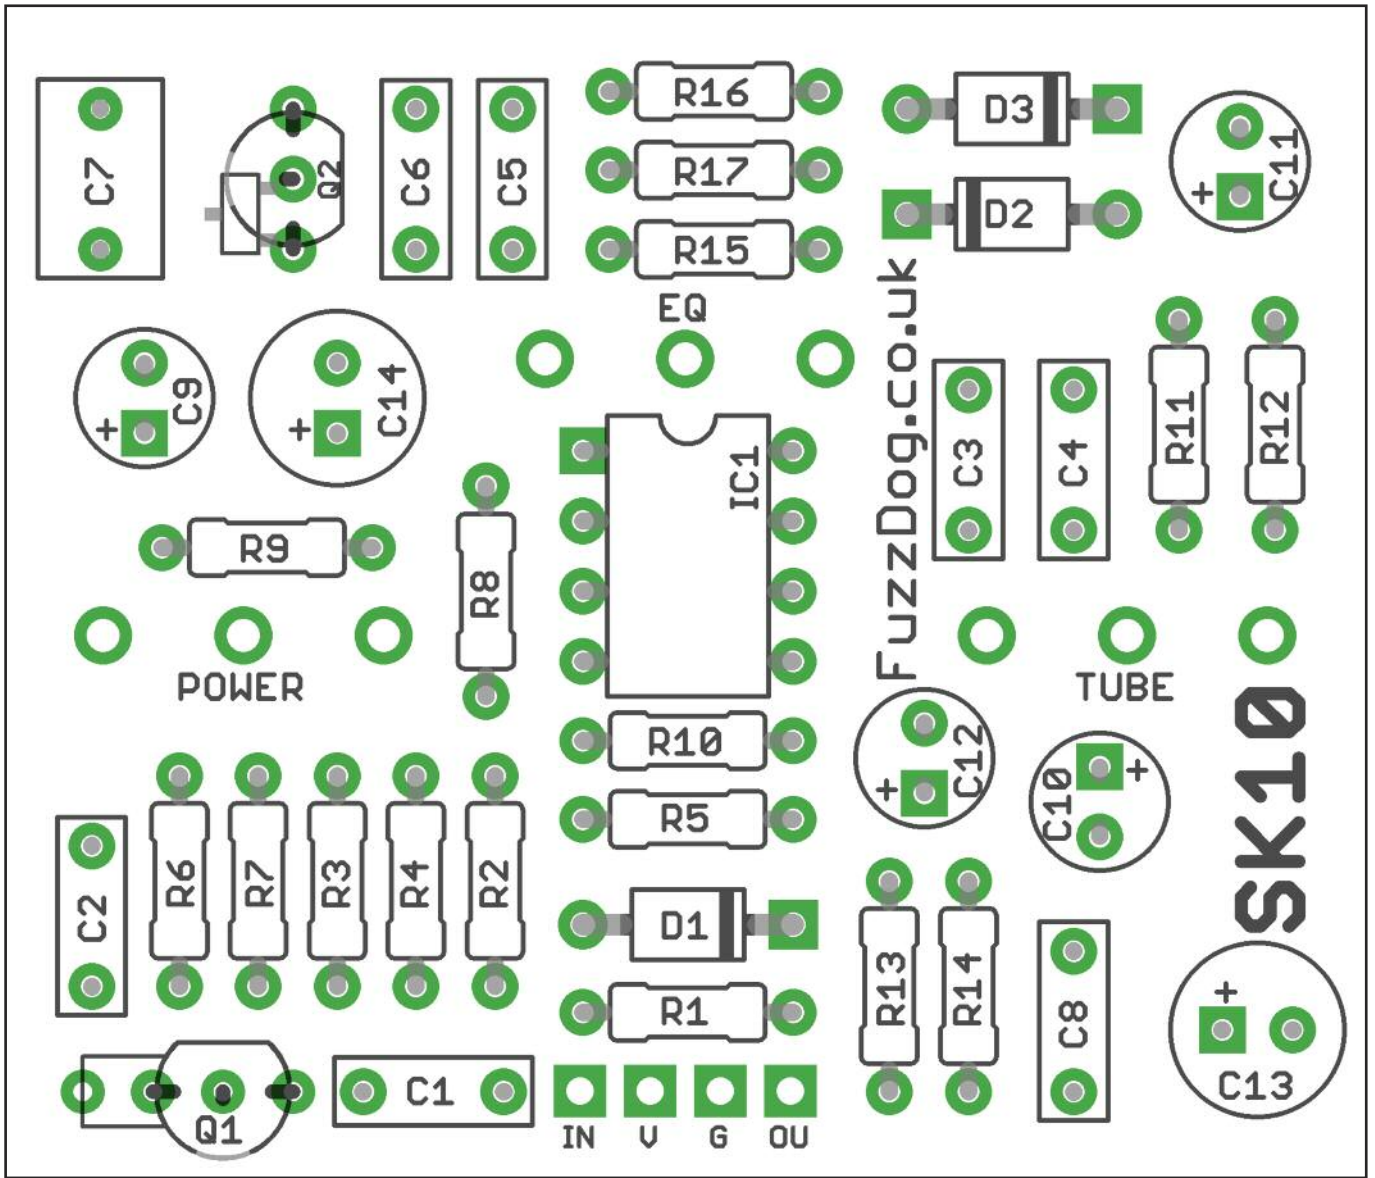 R16
D3
C7
Q2
C6
C5
R17
C11
+
R15
D2
EQ
FuzzDog.co.uk
C9
+
C14
+
IC1
C3
C4
R11
R12
R9
R8
POWER
TUBE
R10
C12
+
C10
+
SK10
R5
C2
R6
R7
R3
R4
R2
D1
R13
R14
C8
+
C13
R1
Q1
C1
IN
V
G
OU